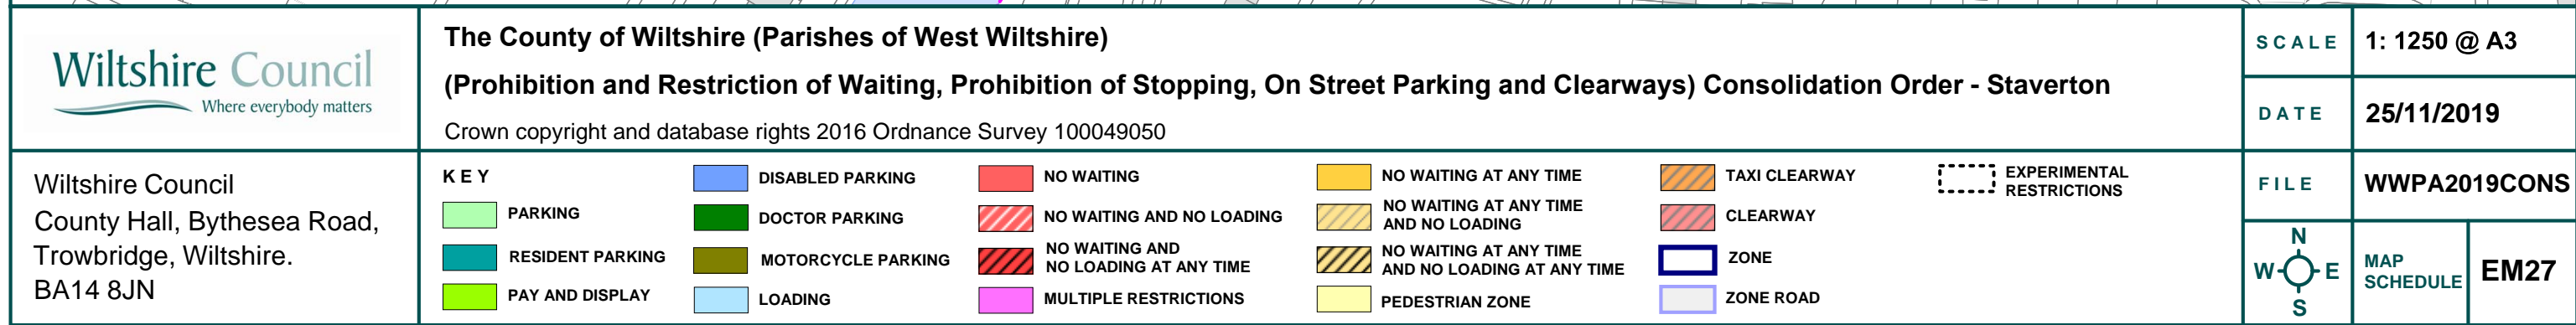 Wiltshire Council
Where everybody matters
The County of Wiltshire (Parishes of West Wiltshire)
(Prohibition and Restriction of Waiting, Prohibition of Stopping, On Street Parking and Clearways) Consolidation Order - Staverton
Crown copyright and database rights 2016 Ordnance Survey 100049050
SCALE 1: 1250 @ A3
DATE 25/11/2019
Wiltshire Council
County Hall, Bythesea Road,
Trowbridge, Wiltshire.
BA14 8JN
KEY
PARKING
RESIDENT PARKING
PAY AND DISPLAY
DISABLED PARKING
DOCTOR PARKING
MOTORCYCLE PARKING
LOADING
NO WAITING
NO WAITING AND NO LOADING
NO WAITING AND
NO LOADING AT ANY TIME
MULTIPLE RESTRICTIONS
NO WAITING AT ANY TIME
NO WAITING AT ANY TIME
AND NO LOADING
NO WAITING AT ANY TIME
AND NO LOADING AT ANY TIME
PEDESTRIAN ZONE
TAXI CLEARWAY
CLEARWAY
ZONE
ZONE ROAD
EXPERIMENTAL
RESTRICTIONS
FILE WWPA2019CONS
N
W E
S
MAP
SCHEDULE
EM27